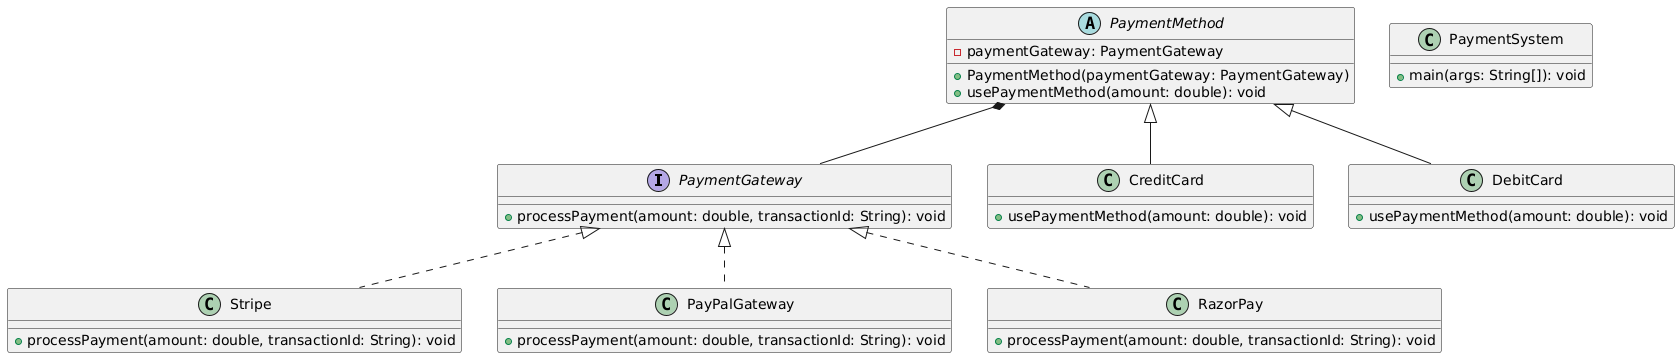 A PaymentMethod
paymentGateway: PaymentGateway
PaymentMethod(paymentGateway: PaymentGateway)
usePaymentMethod(amount: double): void
C PaymentSystem
main(args: String[]): void
I PaymentGateway
processPayment(amount: double, transactionId: String): void
C CreditCard
usePaymentMethod(amount: double): void
C DebitCard
usePaymentMethod(amount: double): void
C Stripe
processPayment(amount: double, transactionId: String): void
C PayPalGateway
processPayment(amount: double, transactionId: String): void
C RazorPay
processPayment(amount: double, transactionId: String): void